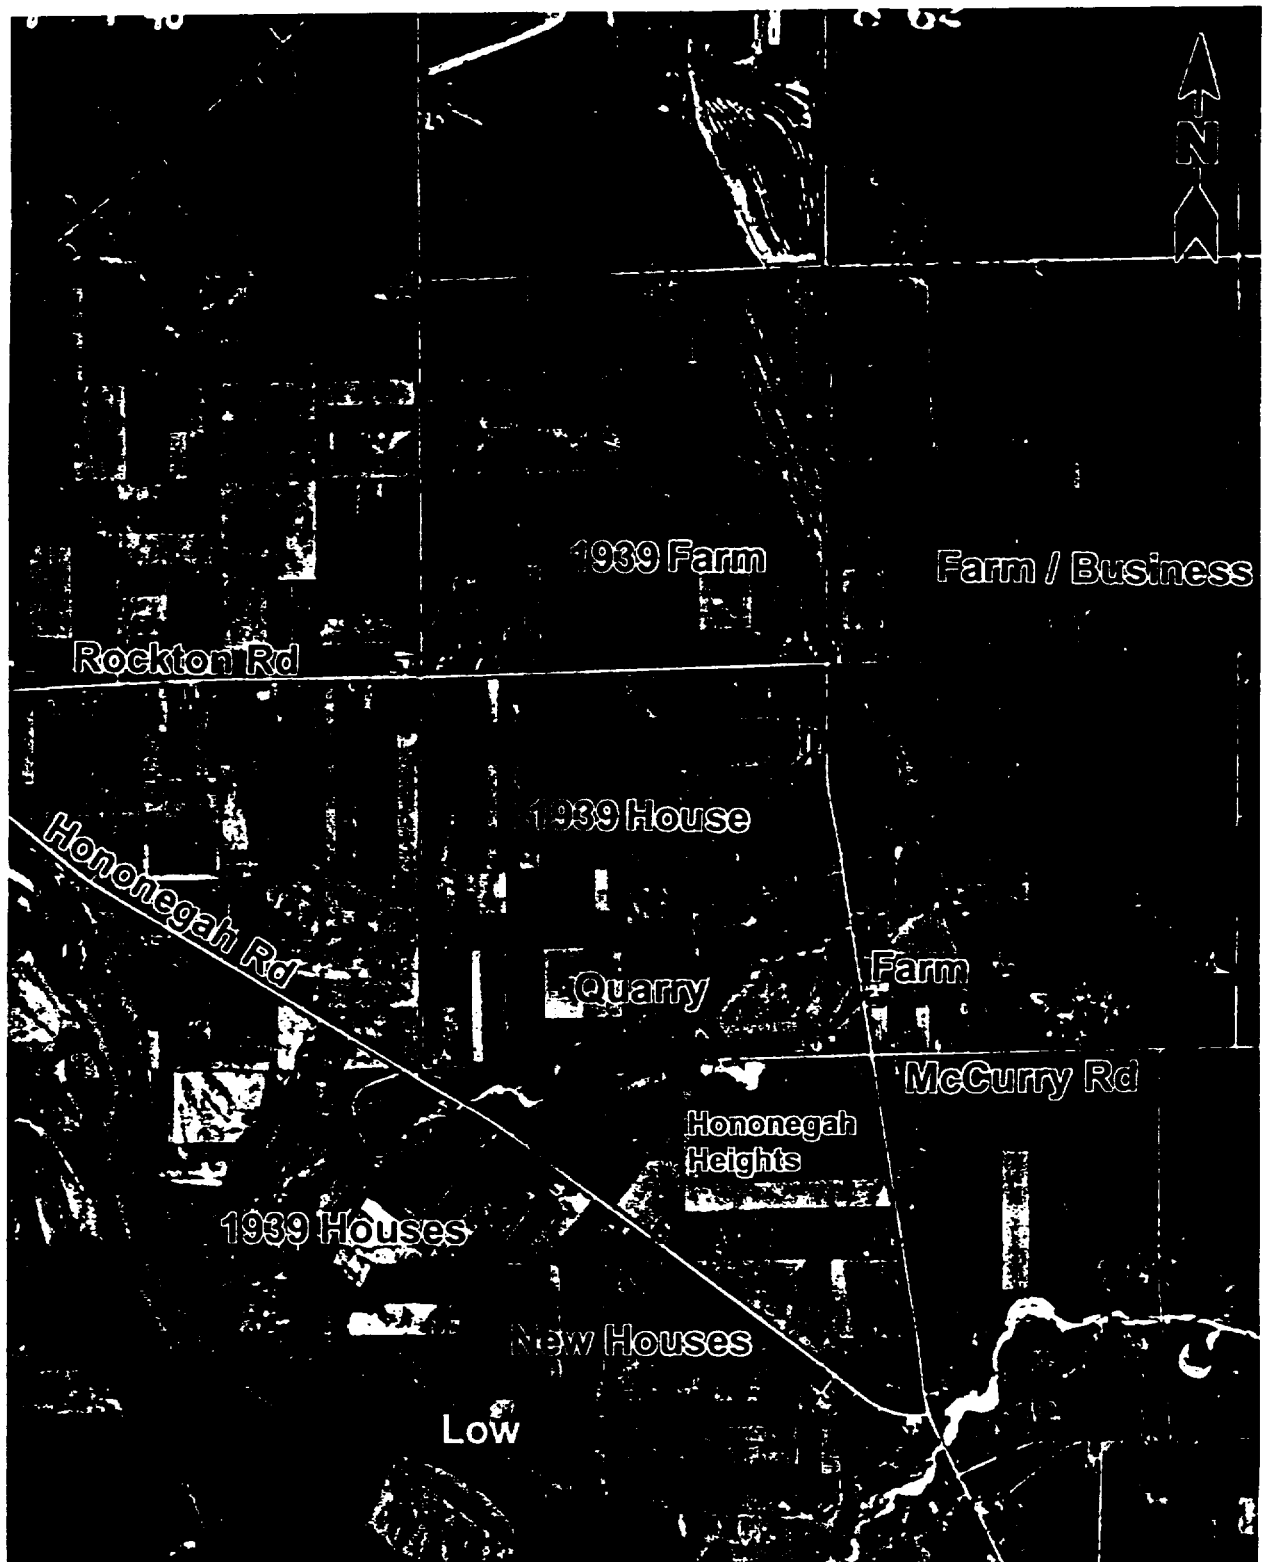 N
1939 Farm
Farm / Business
Rockton Rd
1939 House
Hononegah Rd
Quarry
Farm
McCurry Rd
Hononegah
Heights
1939 Houses
New Houses
Low